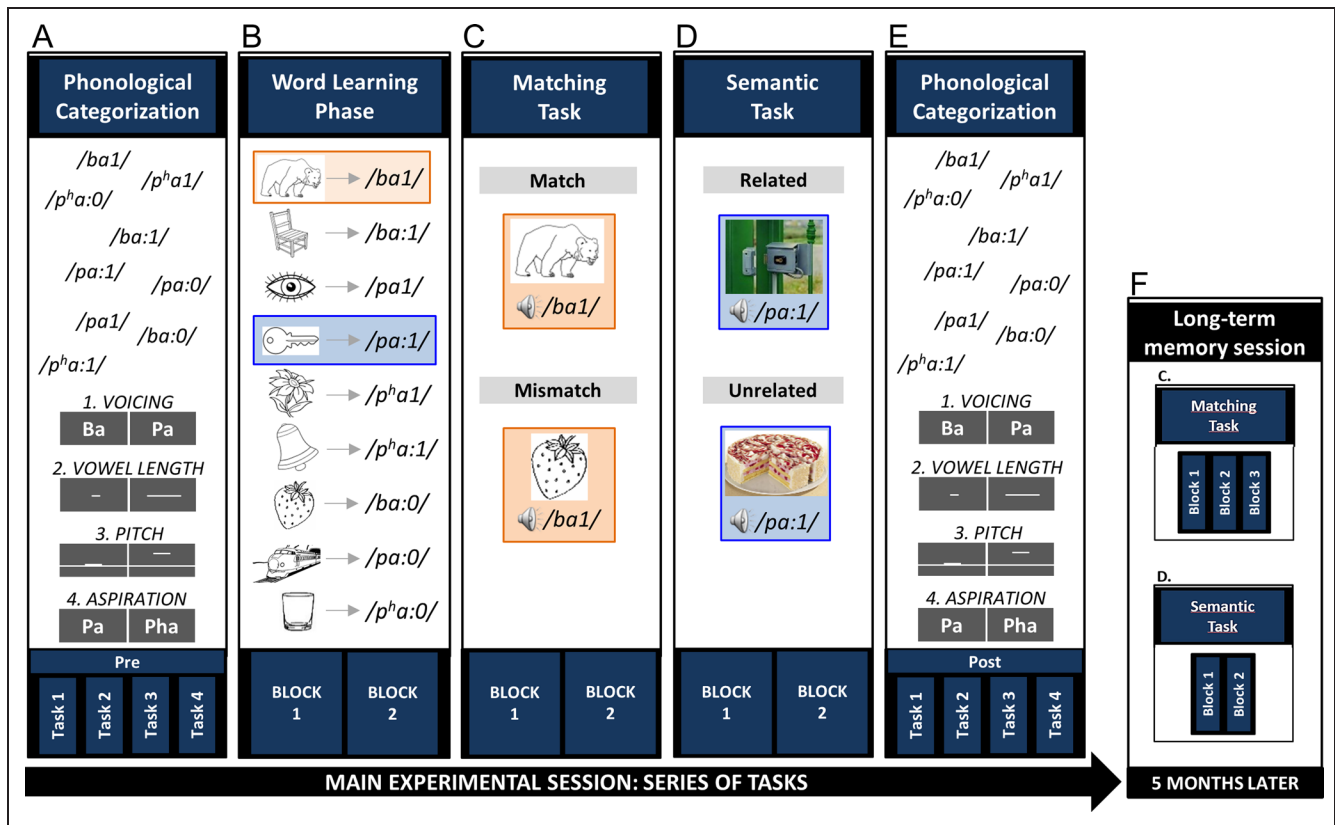 A
Phonological
Categorization
/ba1/
/pʰa1/
/pʰa:0/
/ba:1/
/pa:1/
/pa:0/
/pa1/
/ba:0/
/pʰa:1/
1. VOICING
Ba Pa
2. VOWEL LENGTH
3. PITCH
4. ASPIRATION
Pa Pha
Pre
Task 1 Task 2 Task 3 Task 4
B
Word Learning
Phase
/ba1/
/ba:1/
/pa1/
/pa:1/
/pʰa1/
/pʰa:1/
/ba:0/
/pa:0/
/pʰa:0/
BLOCK
1
BLOCK
2
C
Matching
Task
Match
/ba1/
Mismatch
/ba1/
BLOCK
1
BLOCK
2
D
Semantic
Task
Related
/pa:1/
Unrelated
/pa:1/
BLOCK
1
BLOCK
2
E
Phonological
Categorization
/ba1/
/pʰa1/
/pʰa:0/
/ba:1/
/pa:1/
/pa:0/
/pa1/
/ba:0/
/pʰa:1/
1. VOICING
Ba Pa
2. VOWEL LENGTH
3. PITCH
4. ASPIRATION
Pa Pha
Post
Task 1 Task 2 Task 3 Task 4
MAIN EXPERIMENTAL SESSION: SERIES OF TASKS
F
Long-term
memory session
C.
Matching
Task
Block 1 Block 2 Block 3
D.
Semantic
Task
Block 1 Block 2
5 MONTHS LATER